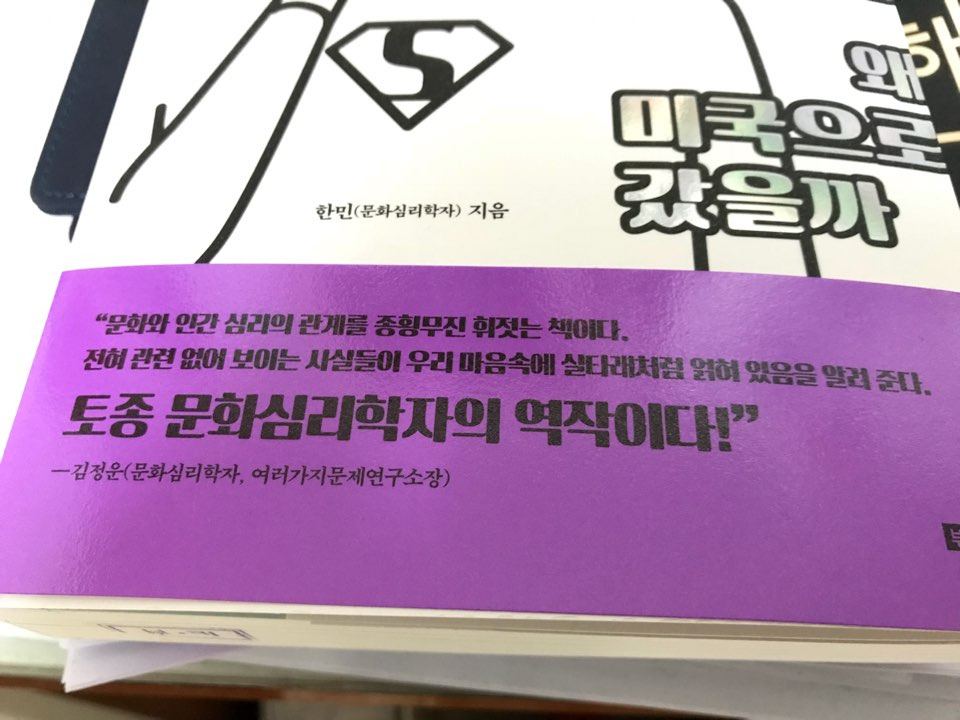 S
왜
미국으로
갔을까
한민(문화심리학자) 지음
“문화와 인간 심리의 관계를 종횡무진 휘젓는 책이다.
전혀 관련 없어 보이는 사실들이 우리 마음속에 실타래처럼 얽혀 있음을 알려 준다.
토종 문화심리학자의 역작이다!”
—김정운(문화심리학자, 여러가지문제연구소장)